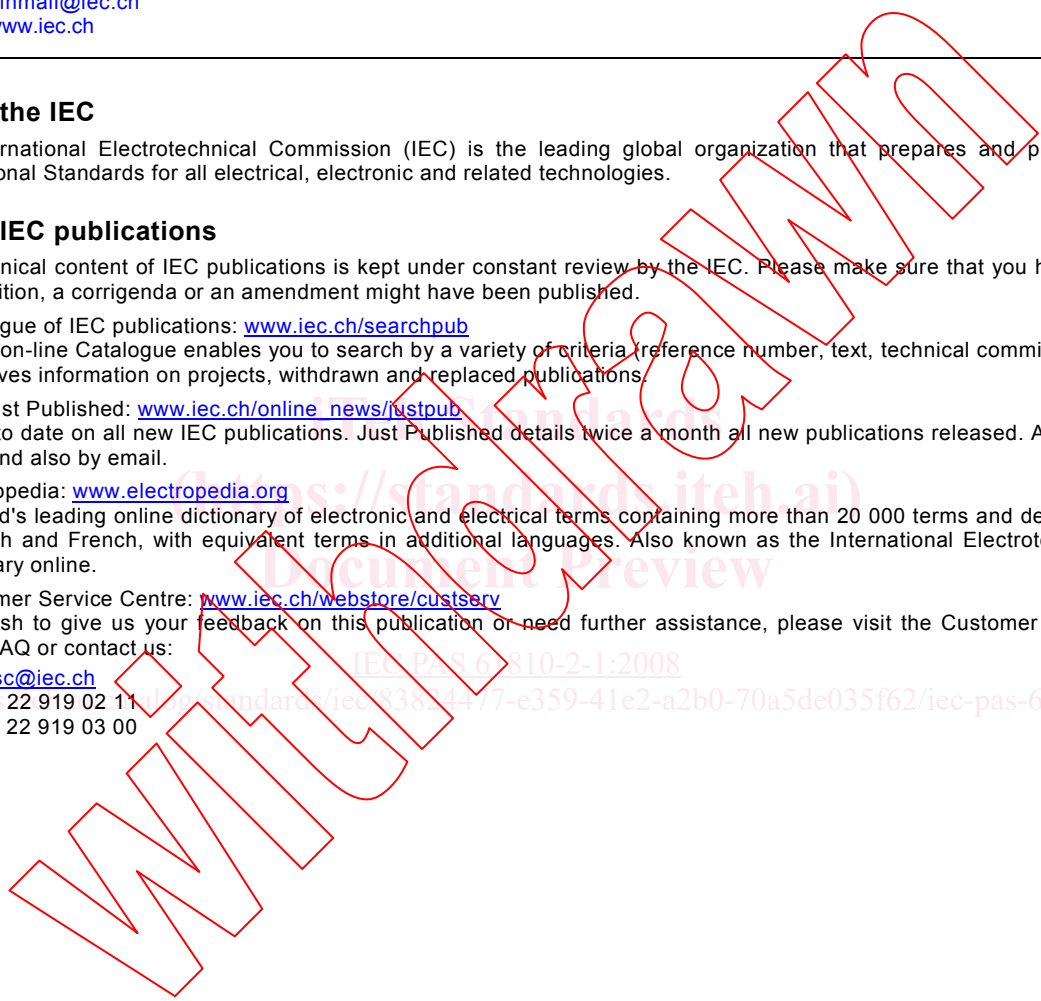 inmail@iec.ch
www.iec.ch
the IEC
rnational Electrotechnical Commission (IEC) is the leading global organization that prepares and p
onal Standards for all electrical, electronic and related technologies.
IEC publications
nical content of IEC publications is kept under constant review by the IEC. Please make sure that you h
ition, a corrigenda or an amendment might have been published.
gue of IEC publications: www.iec.ch/searchpub
on-line Catalogue enables you to search by a variety of criteria (reference number, text, technical commi
ves information on projects, withdrawn and replaced publications.
iTeh Standards
st Published: www.iec.ch/online_news/justpub
to date on all new IEC publications. Just Published details twice a month all new publications released. A
nd also by email.
(https://standards.iteh.ai)
opedia: www.electropedia.org
d's leading online dictionary of electronic and electrical terms containing more than 20 000 terms and de
h and French, with equivalent terms in additional languages. Also known as the International Electrot
ary online.
Document Preview
mer Service Centre: www.iec.ch/webstore/custserv
sh to give us your feedback on this publication or need further assistance, please visit the Customer
AQ or contact us:
IEC PAS 61810-2-1:2008
sc@iec.ch
22 919 02 11
alog/standards/iec/83824477-e359-41e2-a2b0-70a5de035f62/iec-pas-6
22 919 03 00
withdrawn